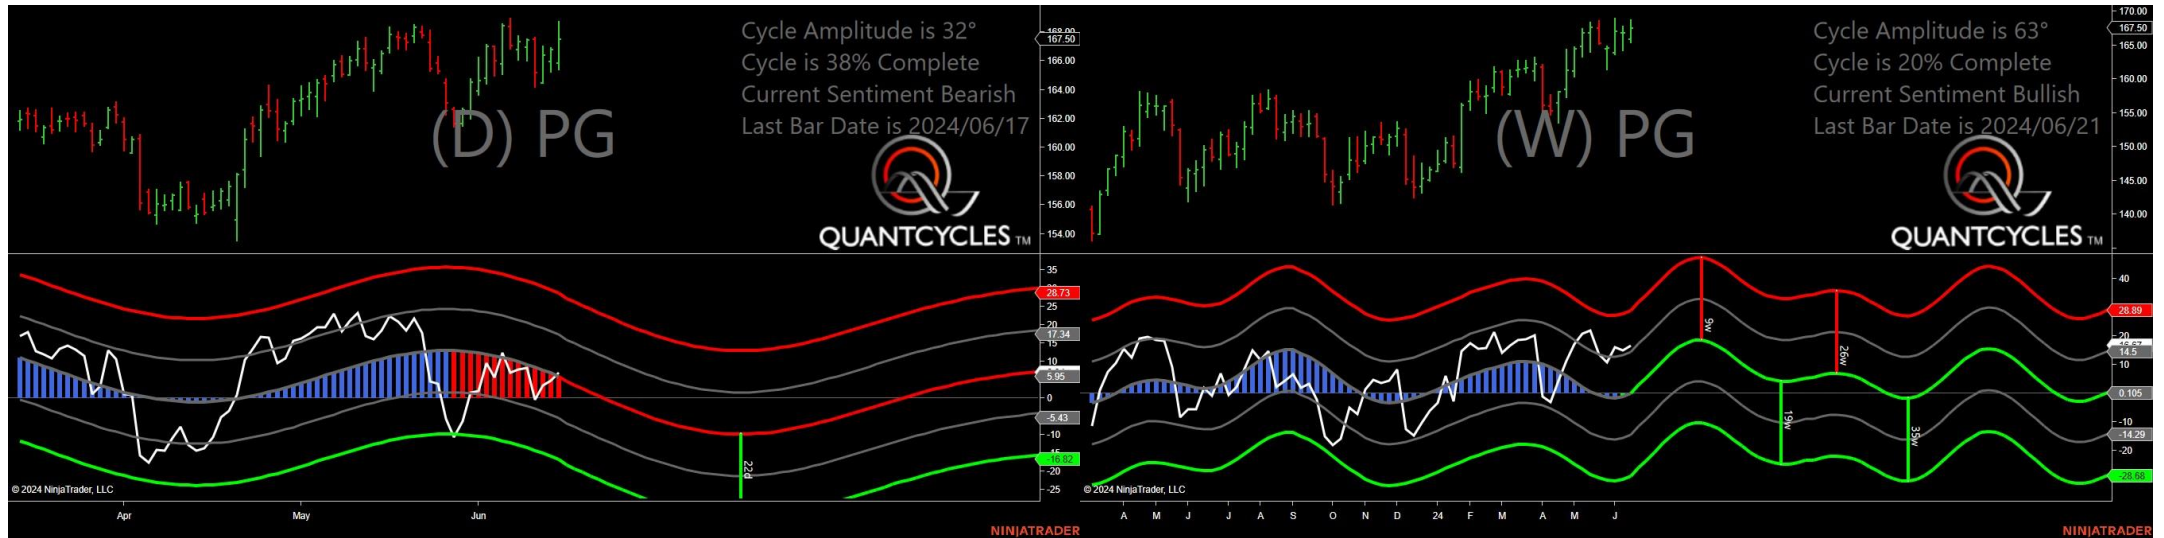 Cycle Amplitude is 32°
Cycle is 38% Complete
Current Sentiment Bearish
Last Bar Date is 2024/06/17
(D) PG
QUANTCYCLES TM
167.50
166.00
164.00
162.00
160.00
158.00
156.00
154.00
35
28.73
25
20
17.34
15
10
5.95
0
-5.43
-10
-16.82
-20
-25
22d
© 2024 NinjaTrader, LLC
Apr May Jun
NINJATRADER
Cycle Amplitude is 63°
Cycle is 20% Complete
Current Sentiment Bullish
Last Bar Date is 2024/06/21
(W) PG
QUANTCYCLES TM
170.00
167.50
165.00
160.00
155.00
150.00
145.00
140.00
40
28.89
20
14.5
10
0.105
-10
-14.29
-20
-28.68
9w
26w
19w
35w
© 2024 NinjaTrader, LLC
A M J J A S O N D 24 F M A M J
NINJATRADER